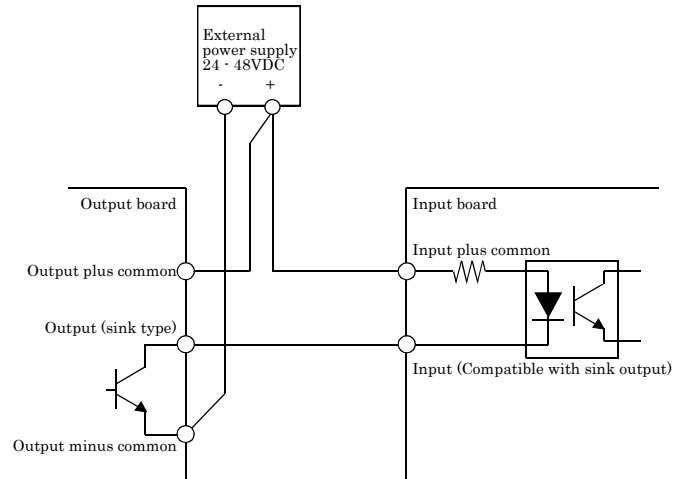 External
power supply
24 - 48VDC
- +
Output board
Input board
Input plus common
Output plus common
Output (sink type)
Input (Compatible with sink output)
Output minus common